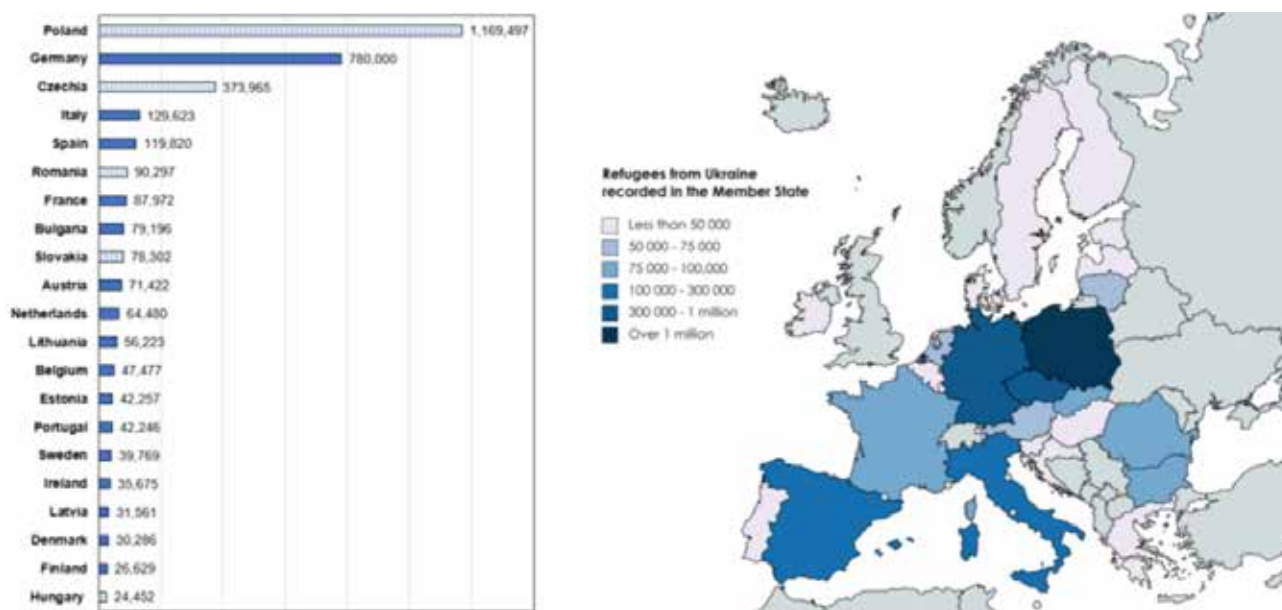 Poland 1,169,497
Germany 780,000
Czechia 373,965
Italy 129,623
Spain 119,820
Romania 90,297
France 87,972
Bulgaria 79,196
Slovakia 78,302
Austria 71,422
Netherlands 64,480
Lithuania 56,223
Belgium 47,477
Estonia 42,257
Portugal 42,246
Sweden 39,769
Ireland 35,675
Latvia 31,561
Denmark 30,286
Finland 26,629
Hungary 24,452
Refugees from Ukraine
recorded in the Member State
Less than 50 000
50 000 - 75 000
75 000 - 100,000
100 000 - 300 000
300 000 - 1 million
Over 1 million